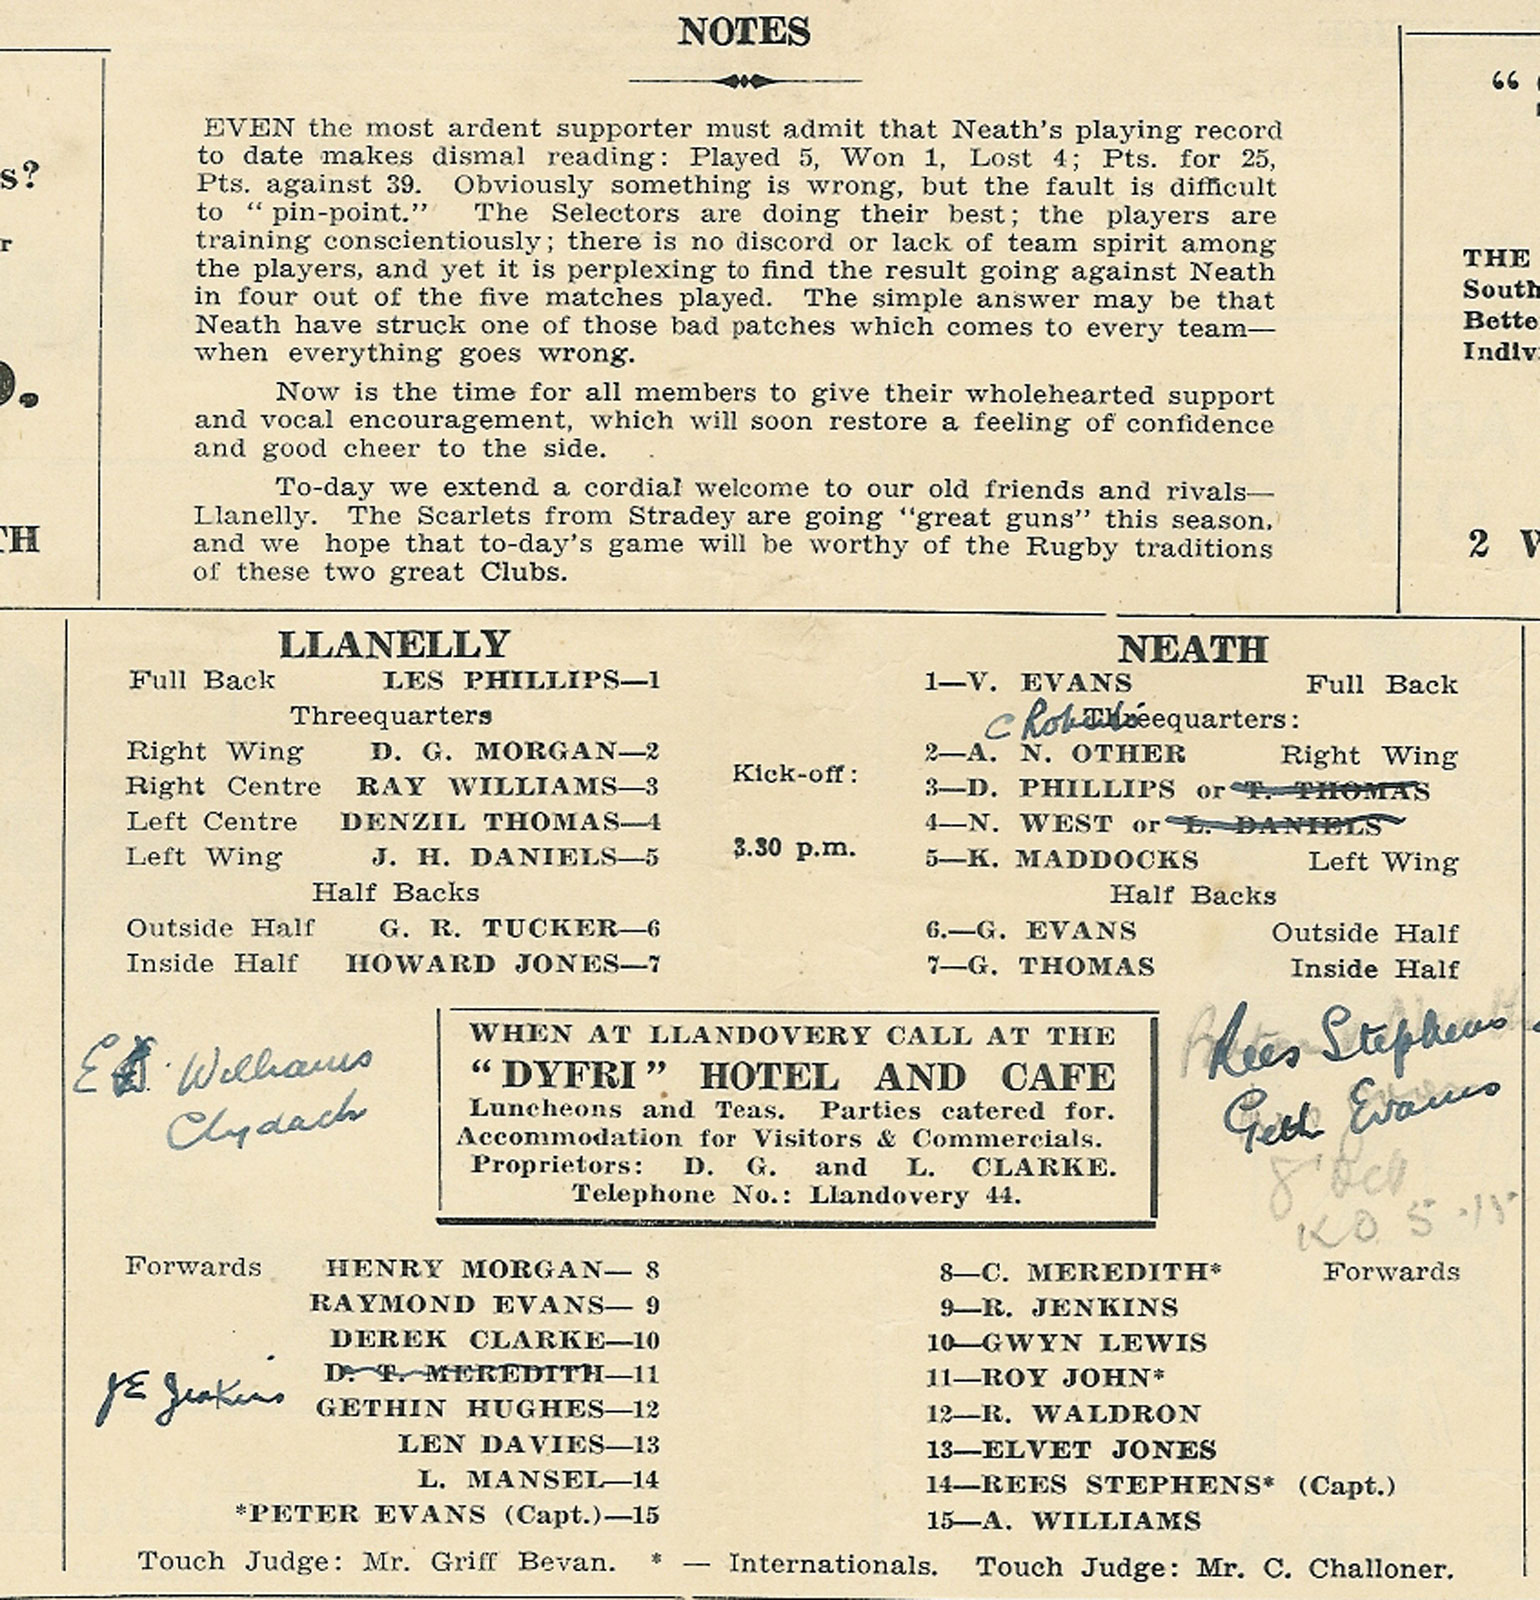 NOTES
EVEN the most ardent supporter must admit that Neath's playing record
to date makes dismal reading: Played 5, Won 1, Lost 4; Pts. for 25,
Pts. against 39. Obviously something is wrong, but the fault is difficult
to "pin-point." The Selectors are doing their best; the players are
training conscientiously; there is no discord or lack of team spirit among
the players, and yet it is perplexing to find the result going against Neath
in four out of the five matches played. The simple answer may be that
Neath have struck one of those bad patches which comes to every team—
when everything goes wrong.
Now is the time for all members to give their wholehearted support
and vocal encouragement, which will soon restore a feeling of confidence
and good cheer to the side.
To-day we extend a cordial welcome to our old friends and rivals—
Llanelly. The Scarlets from Stradey are going "great guns" this season,
and we hope that to-day's game will be worthy of the Rugby traditions
of these two great Clubs.
s?
r
TH
THE
South
Bette
Indiv
2 W
LLANELLY
Full Back LES PHILLIPS—1
Threequarters
Right Wing D. G. MORGAN—2
Right Centre RAY WILLIAMS—3
Left Centre DENZIL THOMAS—4
Left Wing J. H. DANIELS—5
Half Backs
Outside Half G. R. TUCKER—6
Inside Half HOWARD JONES—7
Kick-off:
3.30 p.m.
NEATH
1—V. EVANS Full Back
Threequarters:
C Roberts
2—A. N. OTHER Right Wing
3—D. PHILLIPS or T. THOMAS
4—N. WEST or L. DANIELS
5—K. MADDOCKS Left Wing
Half Backs
6.—G. EVANS Outside Half
7—G. THOMAS Inside Half
Williams
Clydach
WHEN AT LLANDOVERY CALL AT THE
"DYFRI" HOTEL AND CAFE
Luncheons and Teas. Parties catered for.
Accommodation for Visitors & Commercials.
Proprietors: D. G. and L. CLARKE.
Telephone No.: Llandovery 44.
Rees Stephens
Geth Evans
8 Oct
KO 5.15
Forwards HENRY MORGAN— 8
RAYMOND EVANS— 9
DEREK CLARKE—10
D. T. MEREDITH—11
JE Jenkins
GETHIN HUGHES—12
LEN DAVIES—13
L. MANSEL—14
*PETER EVANS (Capt.)—15
8—C. MEREDITH* Forwards
9—R. JENKINS
10—GWYN LEWIS
11—ROY JOHN*
12—R. WALDRON
13—ELVET JONES
14—REES STEPHENS* (Capt.)
15—A. WILLIAMS
Touch Judge: Mr. Griff Bevan. * — Internationals. Touch Judge: Mr. C. Challoner.